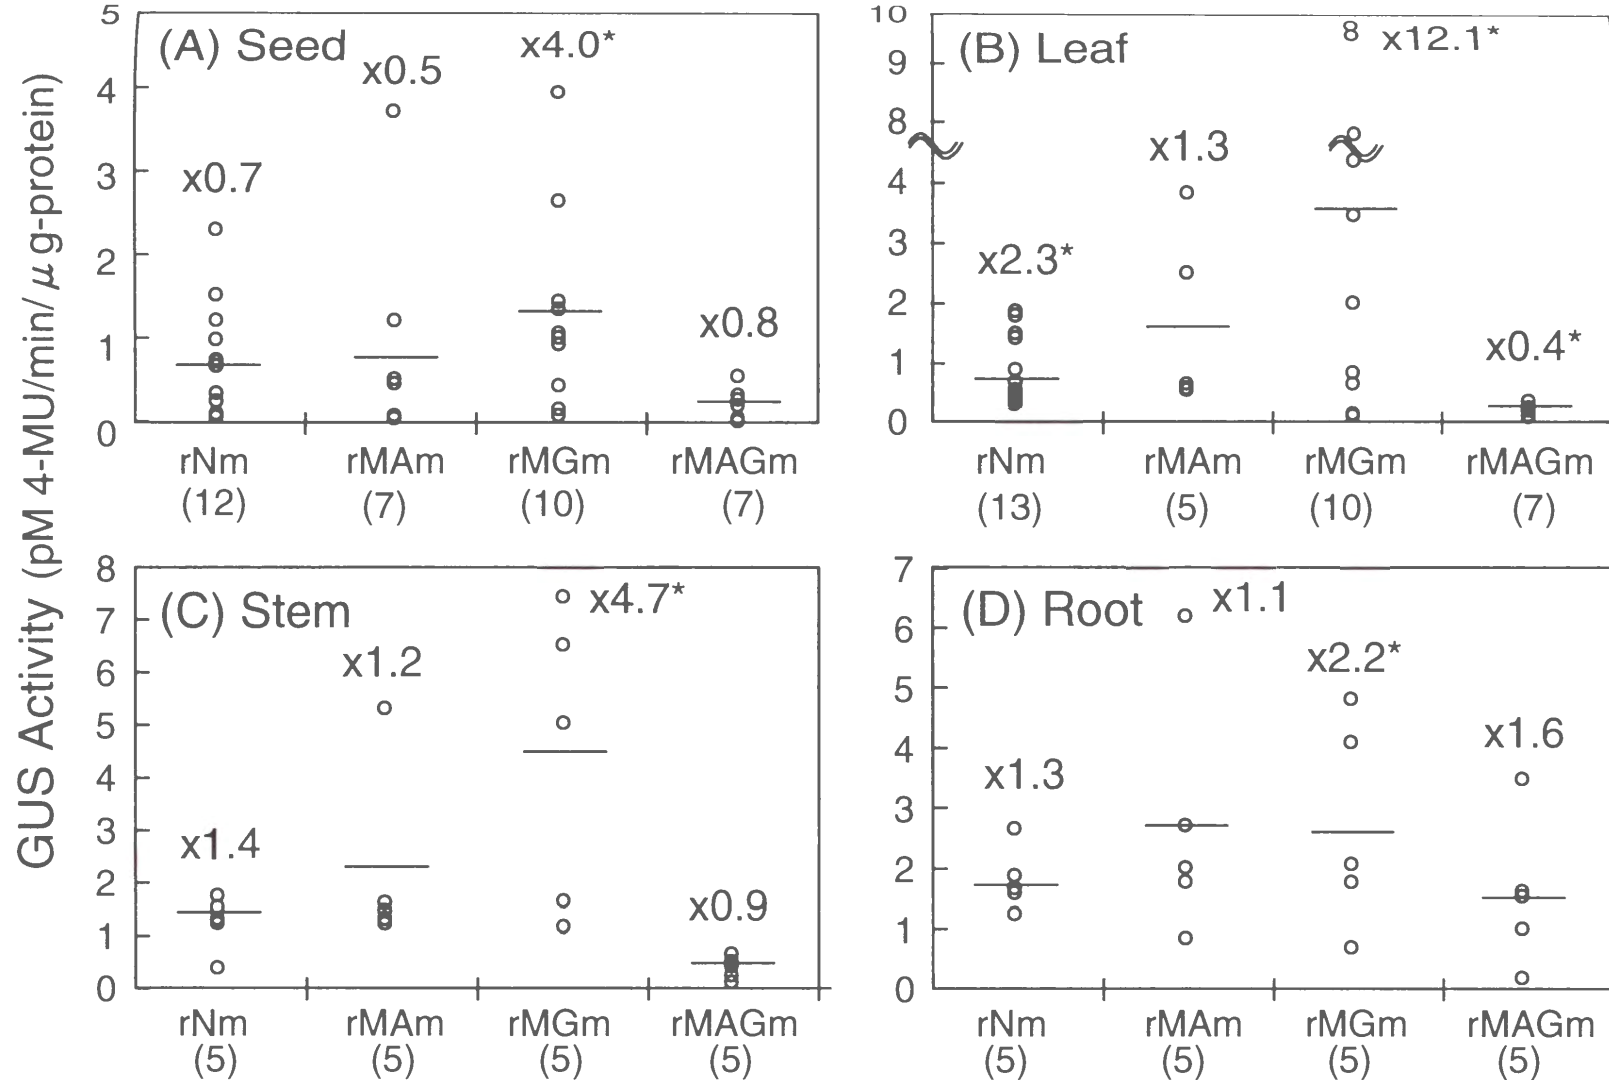 GUS Activity (pM 4-MU/min/μg-protein)
(A) Seed
5
4
3
2
1
0
x0.7
x0.5
x4.0*
x0.8
rNm rMAm rMGm rMAGm
(12) (7) (10) (7)
(B) Leaf
10
9
8
4
3
2
1
0
x2.3*
x1.3
x12.1*
x0.4*
rNm rMAm rMGm rMAGm
(13) (5) (10) (7)
(C) Stem
8
7
6
5
4
3
2
1
0
x1.4
x1.2
x4.7*
x0.9
rNm rMAm rMGm rMAGm
(5) (5) (5) (5)
(D) Root
7
6
5
4
3
2
1
0
x1.3
x1.1
x2.2*
x1.6
rNm rMAm rMGm rMAGm
(5) (5) (5) (5)